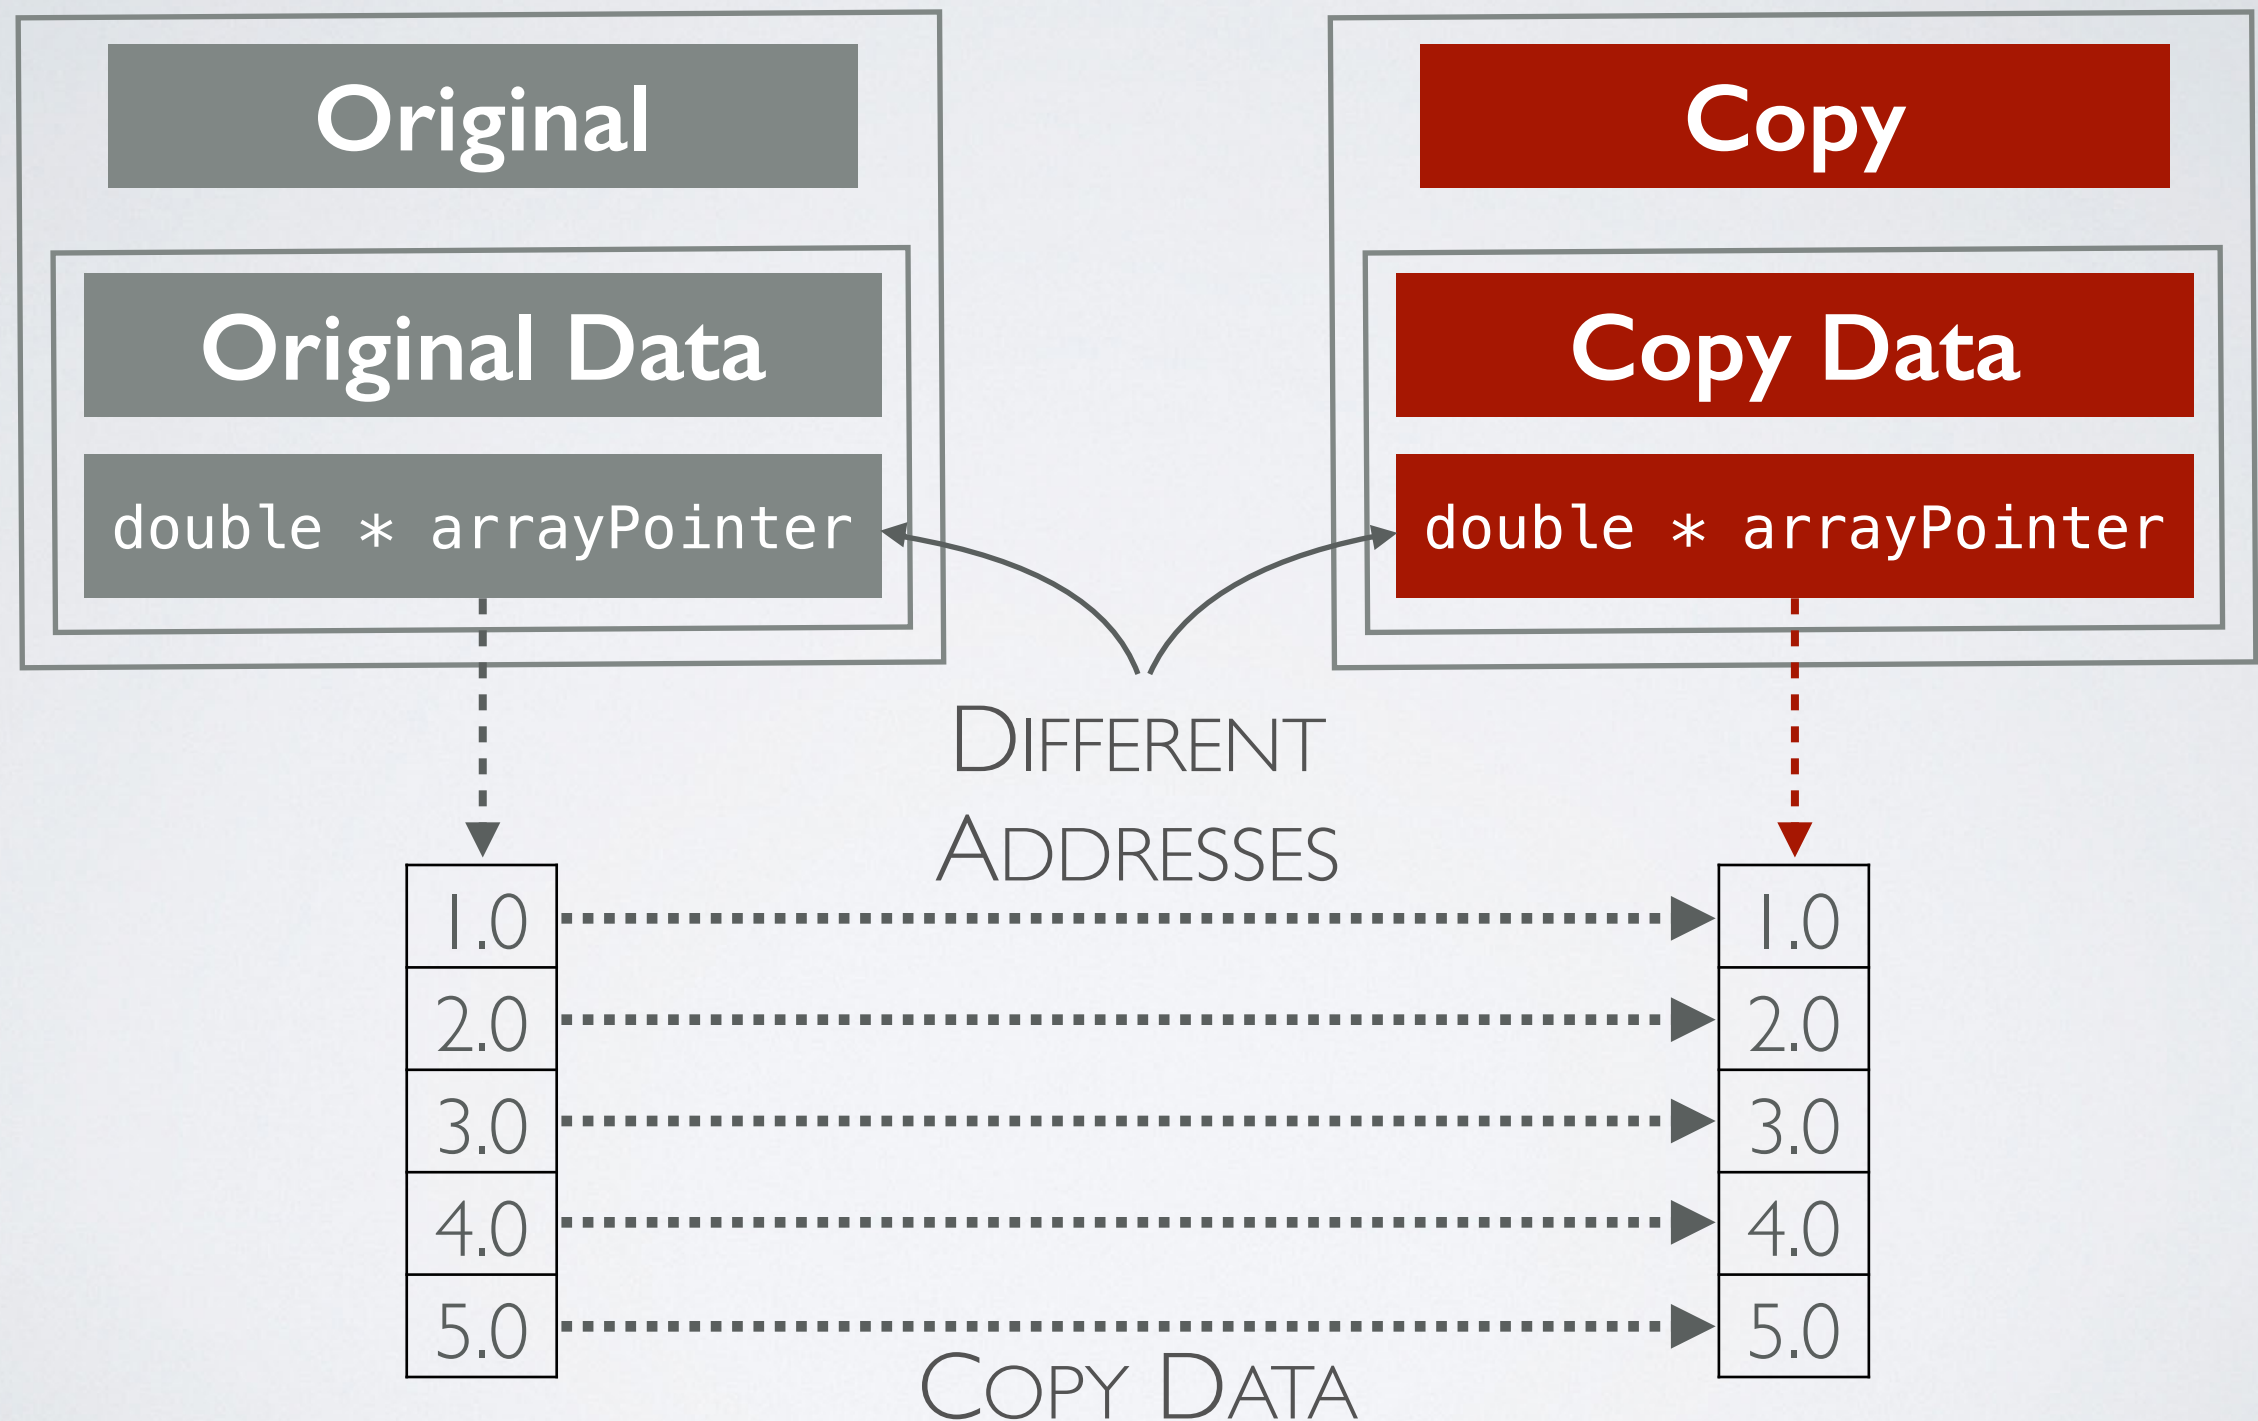 Original
Original Data
double * arrayPointer
Copy
Copy Data
double * arrayPointer
DIFFERENT
ADDRESSES
1.0
2.0
3.0
4.0
5.0
1.0
2.0
3.0
4.0
5.0
COPY DATA